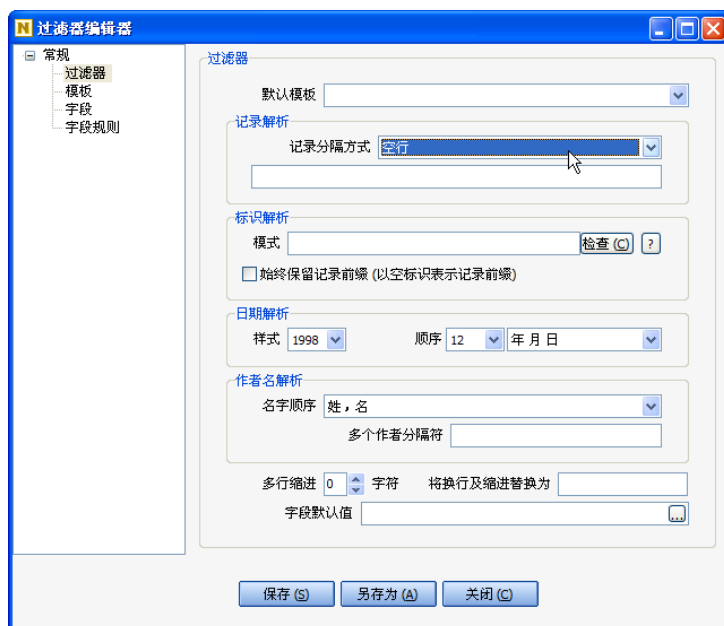 N 过滤器编辑器
常规
过滤器
模板
字段
字段规则
过滤器
默认模板
记录解析
记录分隔方式 空行
标识解析
模式 检查(C) ?
始终保留记录前缀 (以空标识表示记录前缀)
日期解析
样式 1998 顺序 12 年 月 日
作者名解析
名字顺序 姓，名
多个作者分隔符
多行缩进 0 字符 将换行及缩进替换为
字段默认值 ...
保存(S) 另存为(A) 关闭(C)